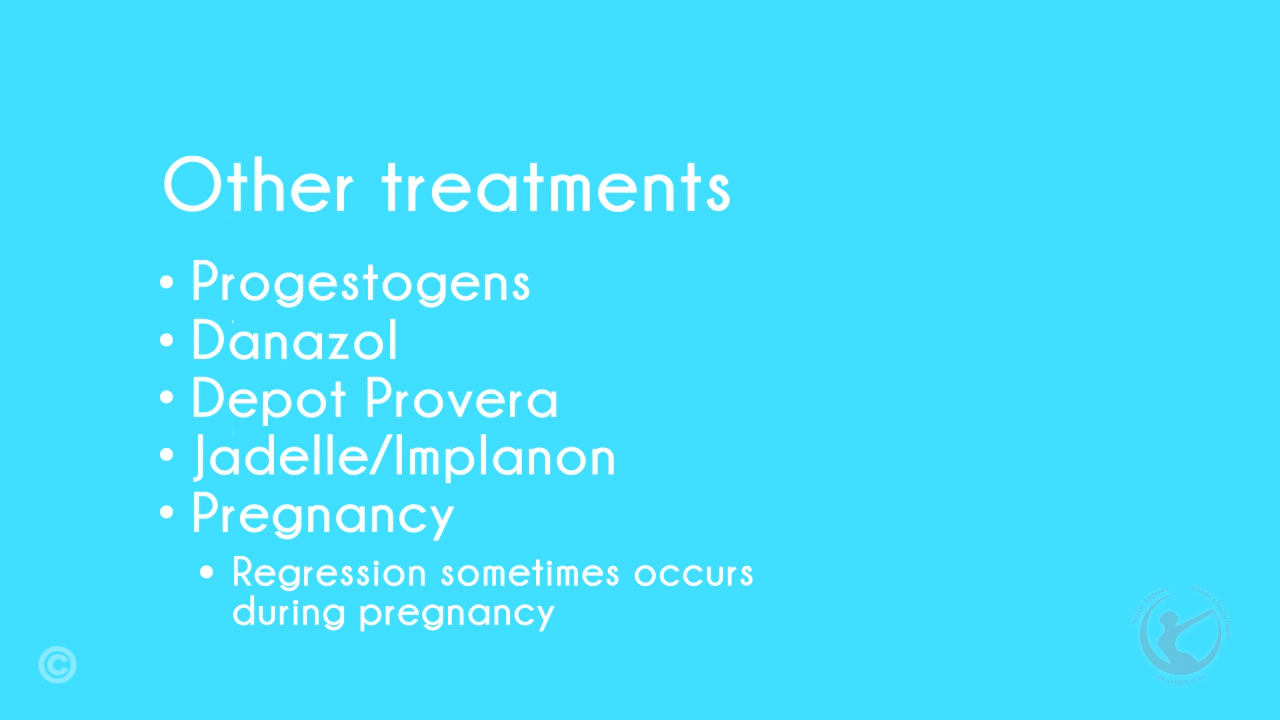 Other treatments
• Progestogens
• Danazol
• Depot Provera
• Jadelle/Implanon
• Pregnancy
• Regression sometimes occurs
during pregnancy
©